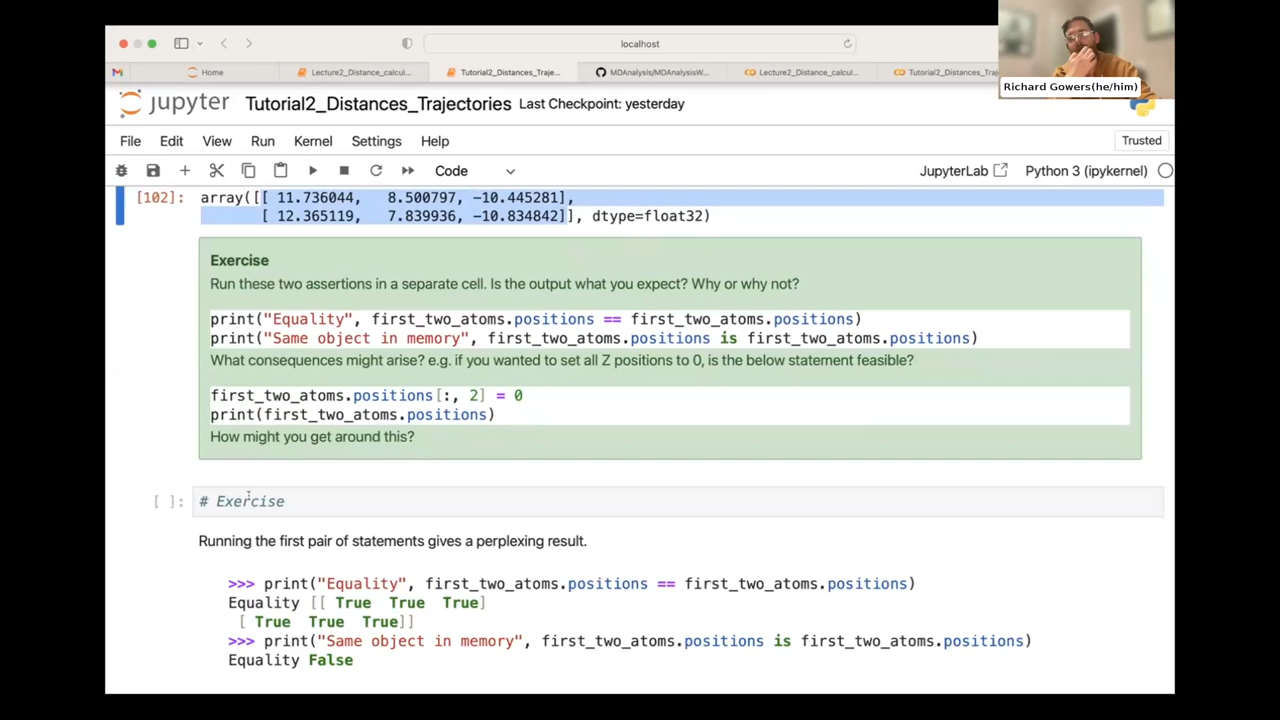 localhost
Home
Lecture2_Distance_calcul...
Tutorial2_Distances_Traje...
MDAnalysis/MDAnalysisW...
Lecture2_Distance_calcul...
Tutorial2_Distances_Tra
Richard Gowers(he/him)
jupyter Tutorial2_Distances_Trajectories Last Checkpoint: yesterday
File Edit View Run Kernel Settings Help Trusted
Code JupyterLab Python 3 (ipykernel)
[102]: array([[ 11.736044, 8.500797, -10.445281],
[ 12.365119, 7.839936, -10.834842]], dtype=float32)
Exercise
Run these two assertions in a separate cell. Is the output what you expect? Why or why not?
print("Equality", first_two_atoms.positions == first_two_atoms.positions)
print("Same object in memory", first_two_atoms.positions is first_two_atoms.positions)
What consequences might arise? e.g. if you wanted to set all Z positions to 0, is the below statement feasible?
first_two_atoms.positions[:, 2] = 0
print(first_two_atoms.positions)
How might you get around this?
[ ]: # Exercise
Running the first pair of statements gives a perplexing result.
>>> print("Equality", first_two_atoms.positions == first_two_atoms.positions)
Equality [[ True True True]
[ True True True]]
>>> print("Same object in memory", first_two_atoms.positions is first_two_atoms.positions)
Equality False